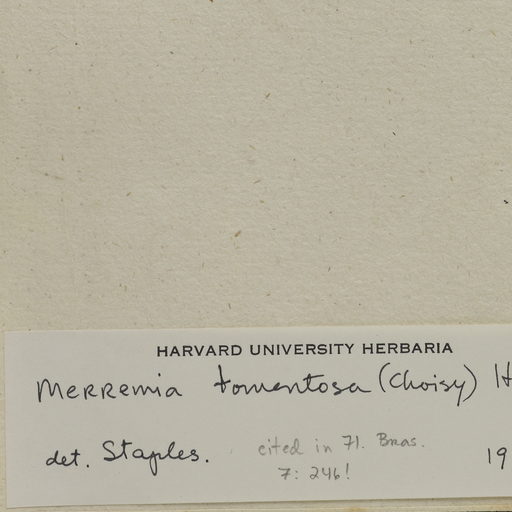 HARVARD UNIVERSITY HERBARIA
Merremia tomentosa (Choisy) H
det. Staples. cited in Fl. Bras. 19
7: 246!